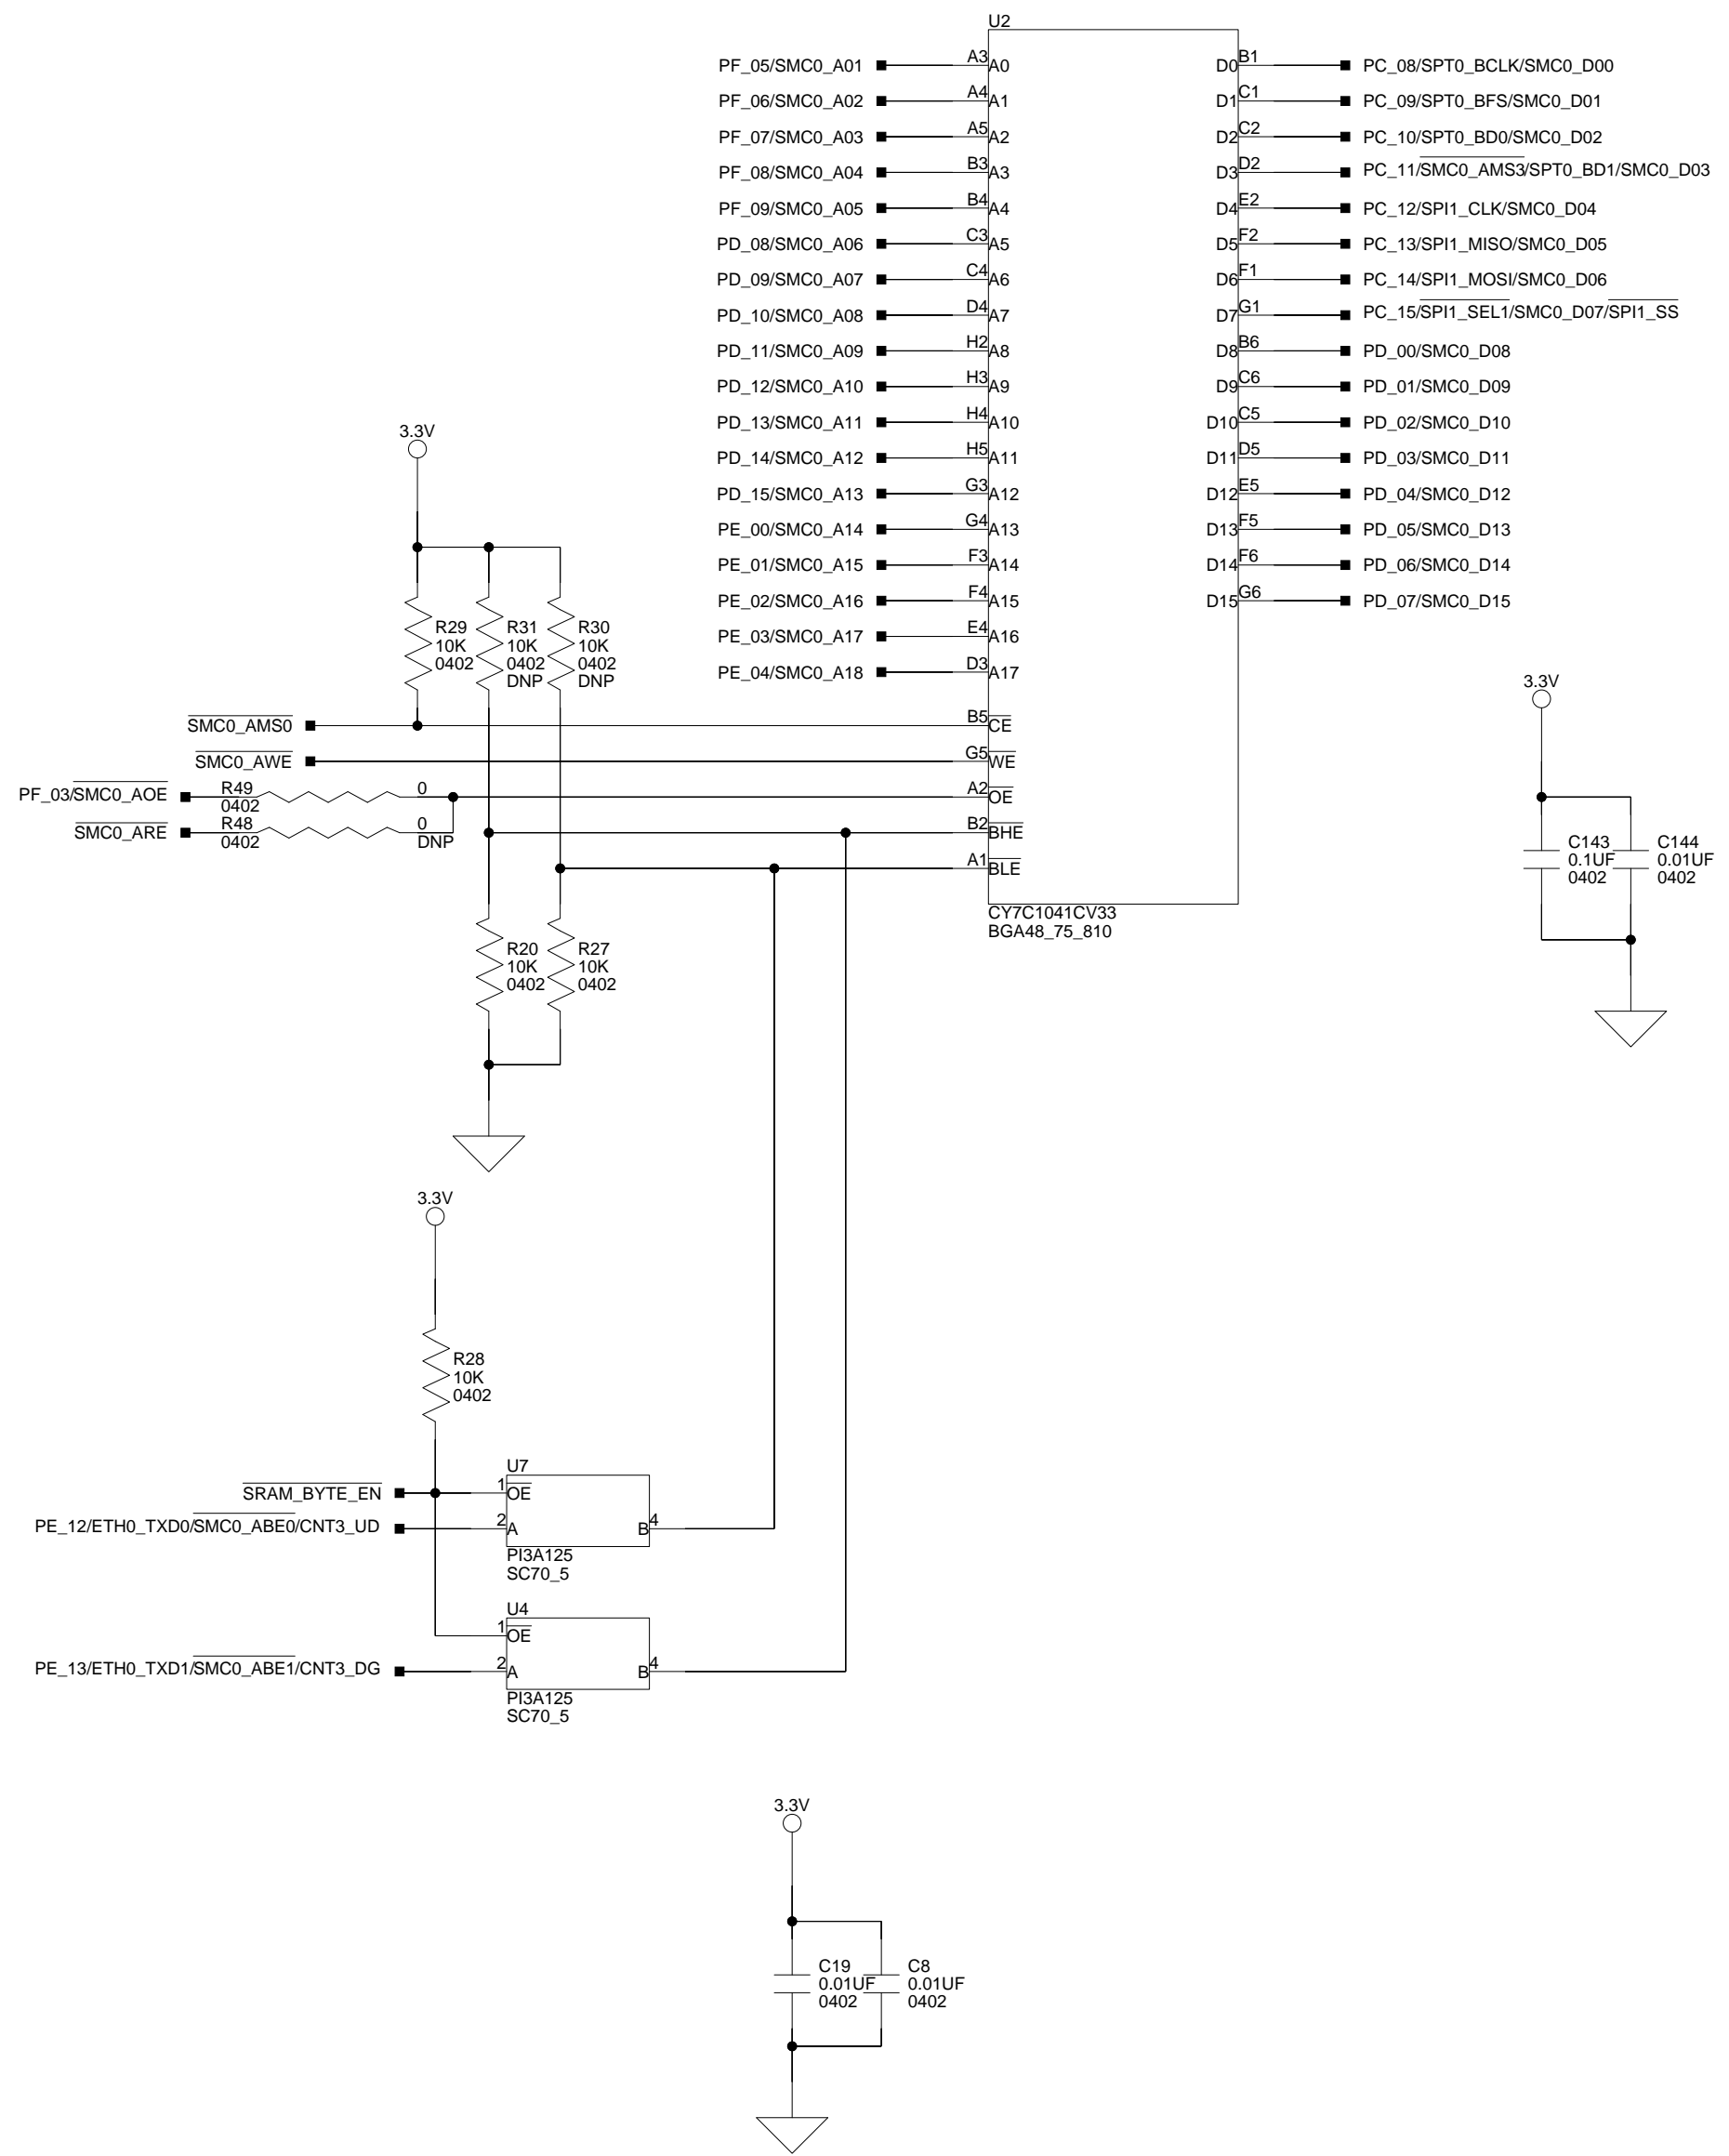 U2
PF_05/SMC0_A01 A3 A0 D0 B1 PC_08/SPT0_BCLK/SMC0_D00
PF_06/SMC0_A02 A4 A1 D1 C1 PC_09/SPT0_BFS/SMC0_D01
PF_07/SMC0_A03 A5 A2 D2 C2 PC_10/SPT0_BD0/SMC0_D02
PF_08/SMC0_A04 B3 A3 D3 D2 PC_11/SMC0_AMS3/SPT0_BD1/SMC0_D03
PF_09/SMC0_A05 B4 A4 D4 E2 PC_12/SPI1_CLK/SMC0_D04
PD_08/SMC0_A06 C3 A5 D5 F2 PC_13/SPI1_MISO/SMC0_D05
PD_09/SMC0_A07 C4 A6 D6 F1 PC_14/SPI1_MOSI/SMC0_D06
PD_10/SMC0_A08 D4 A7 D7 G1 PC_15/SPI1_SEL1/SMC0_D07/SPI1_SS
PD_11/SMC0_A09 H2 A8 D8 B6 PD_00/SMC0_D08
PD_12/SMC0_A10 H3 A9 D9 C6 PD_01/SMC0_D09
PD_13/SMC0_A11 H4 A10 D10 C5 PD_02/SMC0_D10
PD_14/SMC0_A12 H5 A11 D11 D5 PD_03/SMC0_D11
PD_15/SMC0_A13 G3 A12 D12 E5 PD_04/SMC0_D12
PE_00/SMC0_A14 G4 A13 D13 F5 PD_05/SMC0_D13
PE_01/SMC0_A15 F3 A14 D14 F6 PD_06/SMC0_D14
PE_02/SMC0_A16 F4 A15 D15 G6 PD_07/SMC0_D15
PE_03/SMC0_A17 E4 A16
PE_04/SMC0_A18 D3 A17
3.3V
R29 R31 R30
10K 10K 10K
0402 0402 0402
DNP DNP
SMC0_AMS0 B5 CE
SMC0_AWE G5 WE
PF_03/SMC0_AOE R49 0 A2 OE
0402
SMC0_ARE R48 0 B2 BHE
0402 DNP
A1 BLE
CY7C1041CV33
BGA48_75_810
3.3V
C143 C144
0.1UF 0.01UF
0402 0402
R20 R27
10K 10K
0402 0402
3.3V
R28
10K
0402
U7
SRAM_BYTE_EN 1 OE
PE_12/ETH0_TXD0/SMC0_ABE0/CNT3_UD 2 A B 4
PI3A125
SC70_5
U4
1 OE
PE_13/ETH0_TXD1/SMC0_ABE1/CNT3_DG 2 A B 4
PI3A125
SC70_5
3.3V
C19 C8
0.01UF 0.01UF
0402 0402